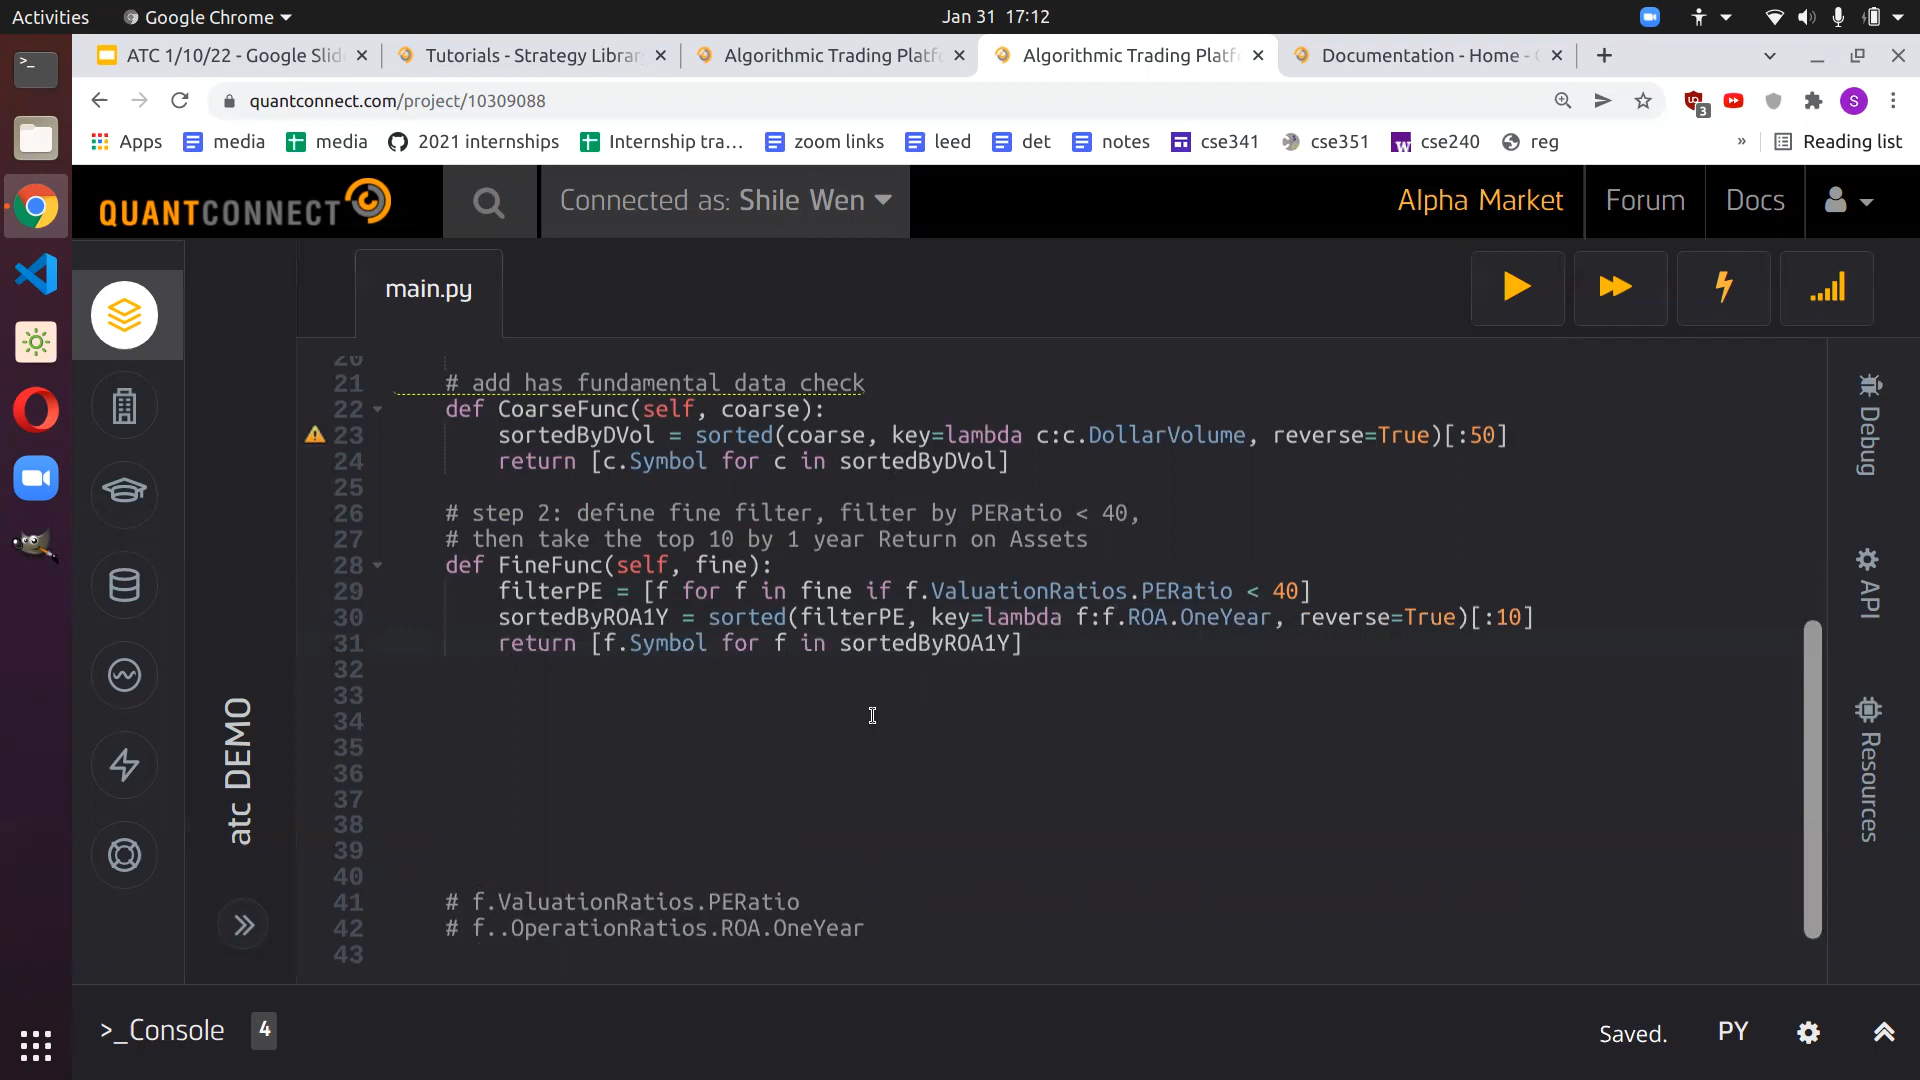 Activities
Google Chrome
Jan 31 17:12
ATC 1/10/22 - Google Slide
Tutorials - Strategy Librar
Algorithmic Trading Platf
Algorithmic Trading Platf
Documentation - Home -
quantconnect.com/project/10309088
3
S
Apps
media
media
2021 internships
Internship tra...
zoom links
leed
det
notes
cse341
cse351
cse240
reg
»
Reading list
QUANTCONNECT
Connected as: Shile Wen
Alpha Market
Forum
Docs
main.py
atc DEMO
20
21 # add has fundamental data check
22 def CoarseFunc(self, coarse):
23 sortedByDVol = sorted(coarse, key=lambda c:c.DollarVolume, reverse=True)[:50]
24 return [c.Symbol for c in sortedByDVol]
25
26 # step 2: define fine filter, filter by PERatio < 40,
27 # then take the top 10 by 1 year Return on Assets
28 def FineFunc(self, fine):
29 filterPE = [f for f in fine if f.ValuationRatios.PERatio < 40]
30 sortedByROA1Y = sorted(filterPE, key=lambda f:f.ROA.OneYear, reverse=True)[:10]
31 return [f.Symbol for f in sortedByROA1Y]
32
33
34
35
36
37
38
39
40
41 # f.ValuationRatios.PERatio
42 # f..OperationRatios.ROA.OneYear
43
Debug
API
Resources
>_Console 4
Saved.
PY